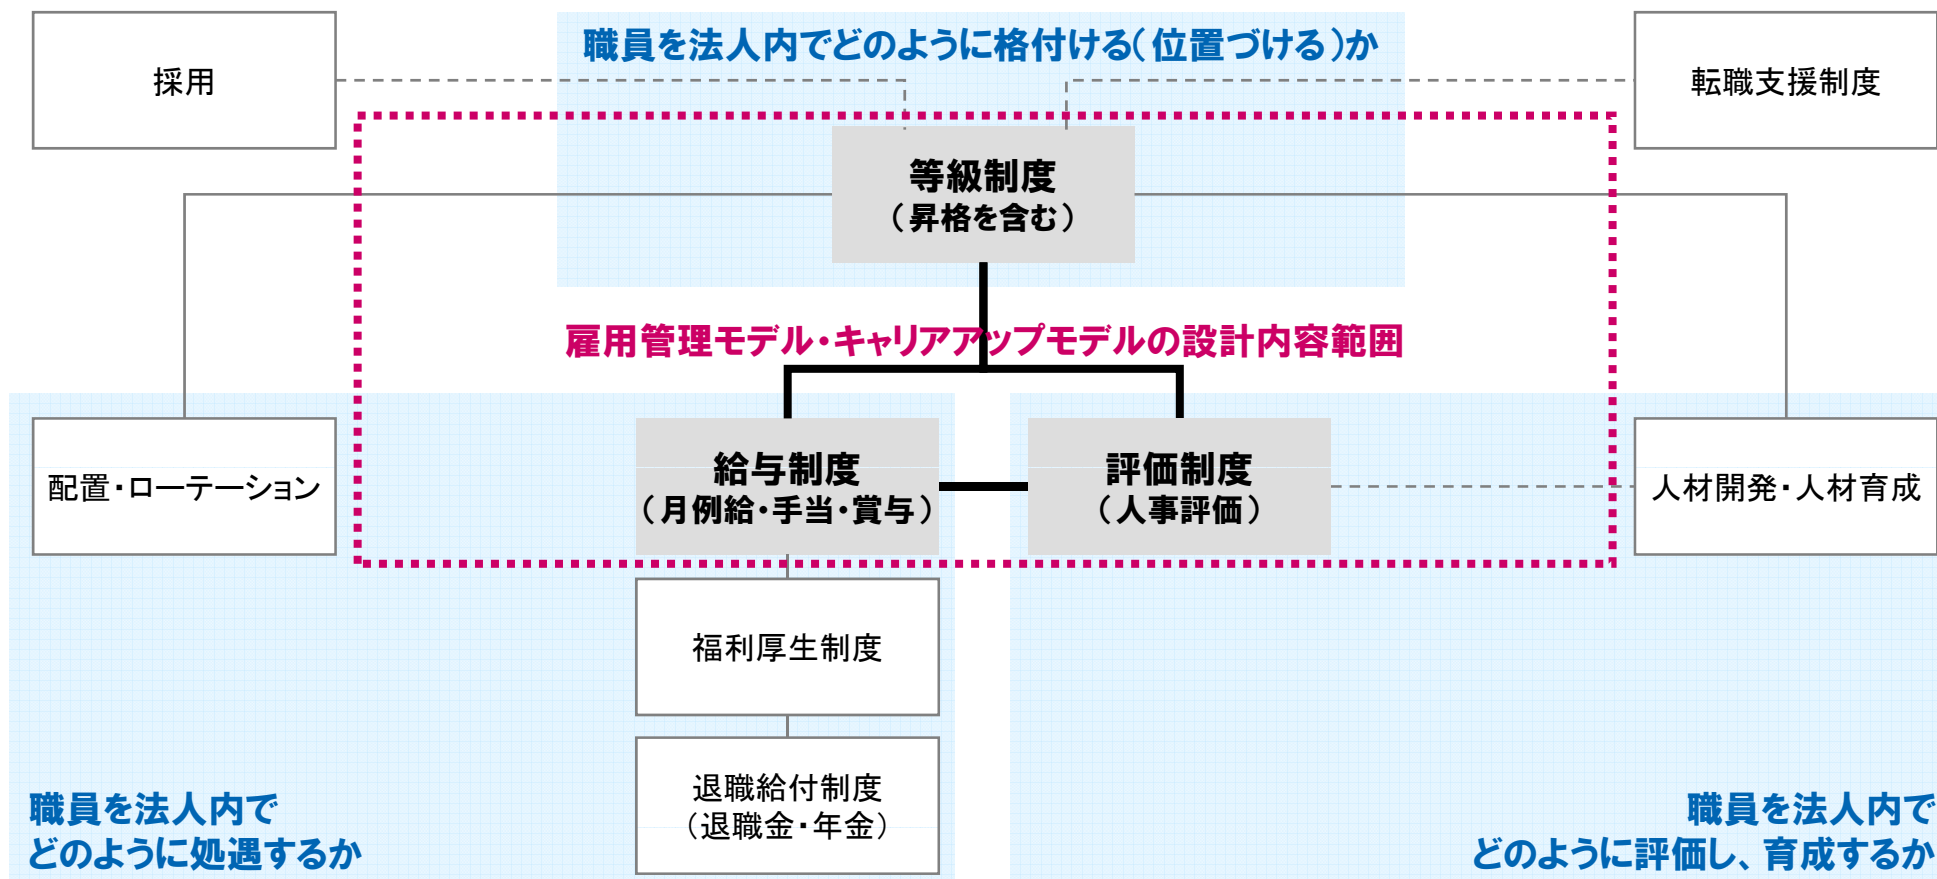 職員を法人内でどのように格付ける(位置づける)か
採用
転職支援制度
等級制度
(昇格を含む)
雇用管理モデル・キャリアアップモデルの設計内容範囲
配置・ローテーション
給与制度
(月例給・手当・賞与)
評価制度
(人事評価)
人材開発・人材育成
福利厚生制度
退職給付制度
(退職金・年金)
職員を法人内で
どのように処遇するか
職員を法人内で
どのように評価し、育成するか